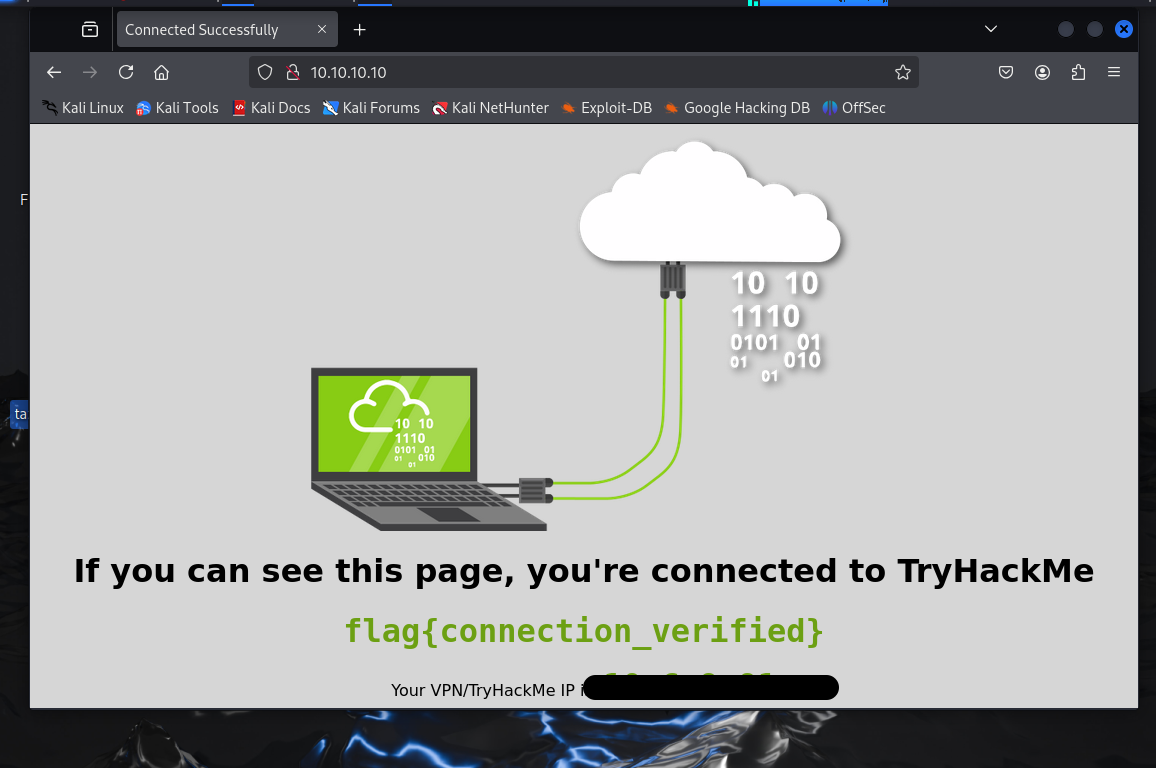 Connected Successfully
10.10.10.10
Kali Linux Kali Tools Kali Docs Kali Forums Kali NetHunter Exploit-DB Google Hacking DB OffSec
F
10 10
1110
0101 01
01 010
01
ta
10 10
1110
0101 01
01 010
01
If you can see this page, you're connected to TryHackMe
flag{connection_verified}
Your VPN/TryHackMe IP